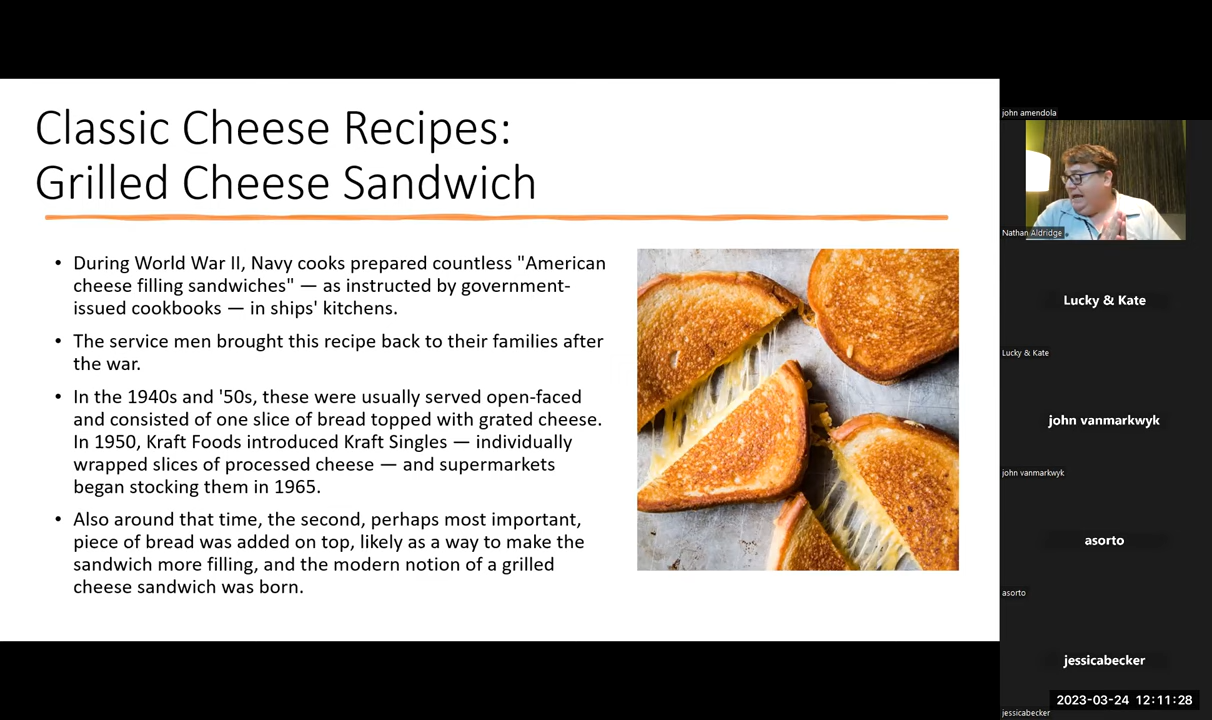 Classic Cheese Recipes:
Grilled Cheese Sandwich
• During World War II, Navy cooks prepared countless "American
cheese filling sandwiches" — as instructed by government-
issued cookbooks — in ships' kitchens.
• The service men brought this recipe back to their families after
the war.
• In the 1940s and '50s, these were usually served open-faced
and consisted of one slice of bread topped with grated cheese.
In 1950, Kraft Foods introduced Kraft Singles — individually
wrapped slices of processed cheese — and supermarkets
began stocking them in 1965.
• Also around that time, the second, perhaps most important,
piece of bread was added on top, likely as a way to make the
sandwich more filling, and the modern notion of a grilled
cheese sandwich was born.
john amendola
Nathan Aldridge
Lucky & Kate
Lucky & Kate
john vanmarkwyk
john vanmarkwyk
asorto
asorto
jessicabecker
2023-03-24 12:11:28
jessicabecker